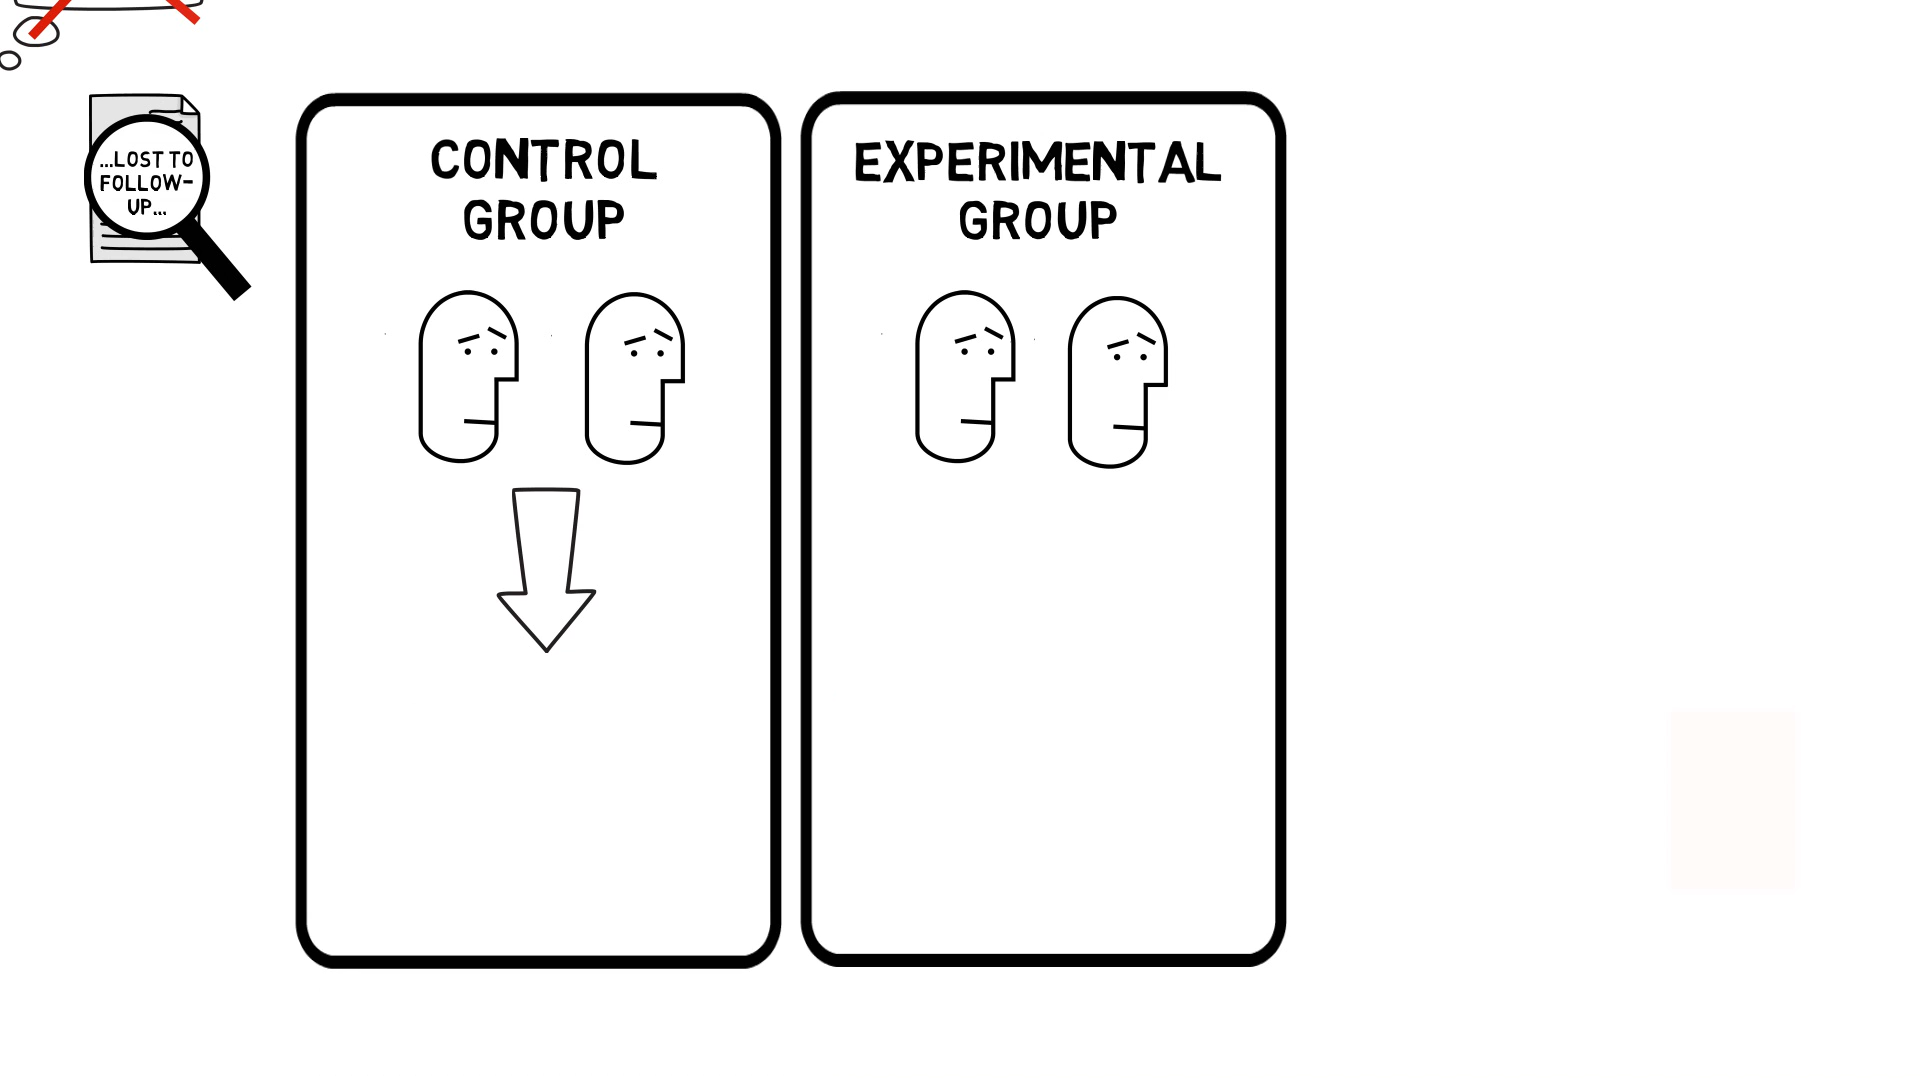 ...LOST TO
FOLLOW-
UP...
CONTROL
GROUP
EXPERIMENTAL
GROUP